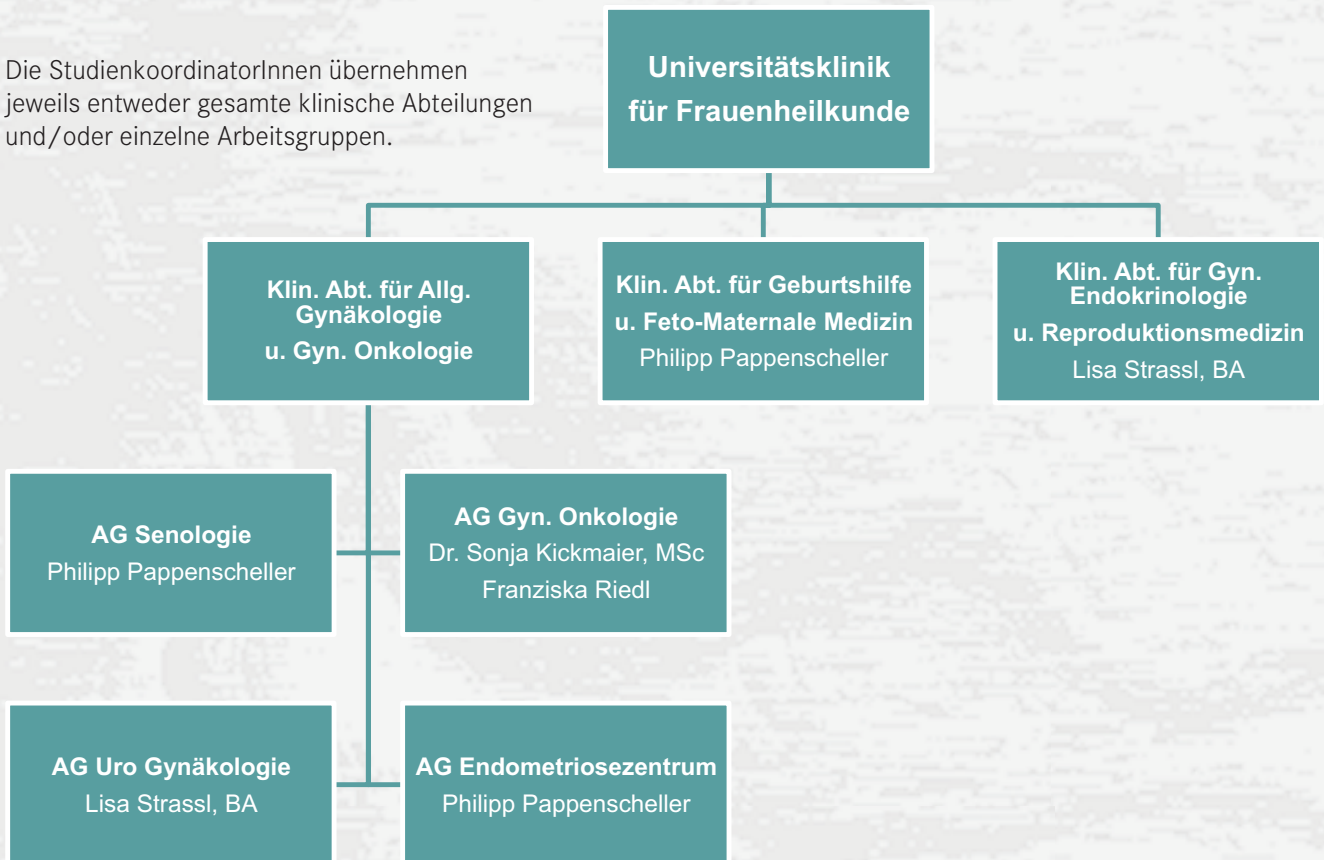 Die StudienkoordinatorInnen übernehmen
jeweils entweder gesamte klinische Abteilungen
und/oder einzelne Arbeitsgruppen.
Universitätsklinik
für Frauenheilkunde
Klin. Abt. für Allg.
Gynäkologie
u. Gyn. Onkologie
Klin. Abt. für Geburtshilfe
u. Feto-Maternale Medizin
Philipp Pappenscheller
Klin. Abt. für Gyn.
Endokrinologie
u. Reproduktionsmedizin
Lisa Strassl, BA
AG Senologie
Philipp Pappenscheller
AG Gyn. Onkologie
Dr. Sonja Kickmaier, MSc
Franziska Riedl
AG Uro Gynäkologie
Lisa Strassl, BA
AG Endometriosezentrum
Philipp Pappenscheller